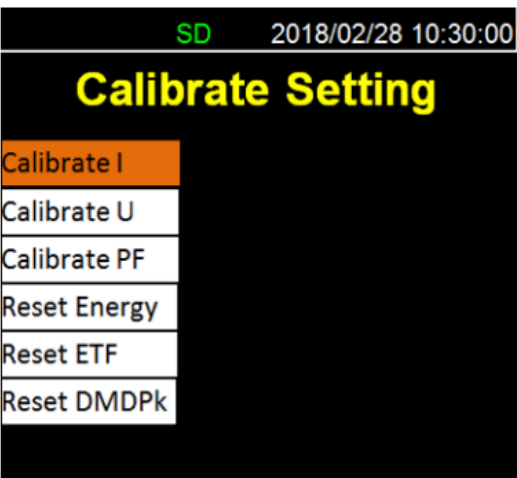 SD 2018/02/28 10:30:00
Calibrate Setting
Calibrate I
Calibrate U
Calibrate PF
Reset Energy
Reset ETF
Reset DMDPk